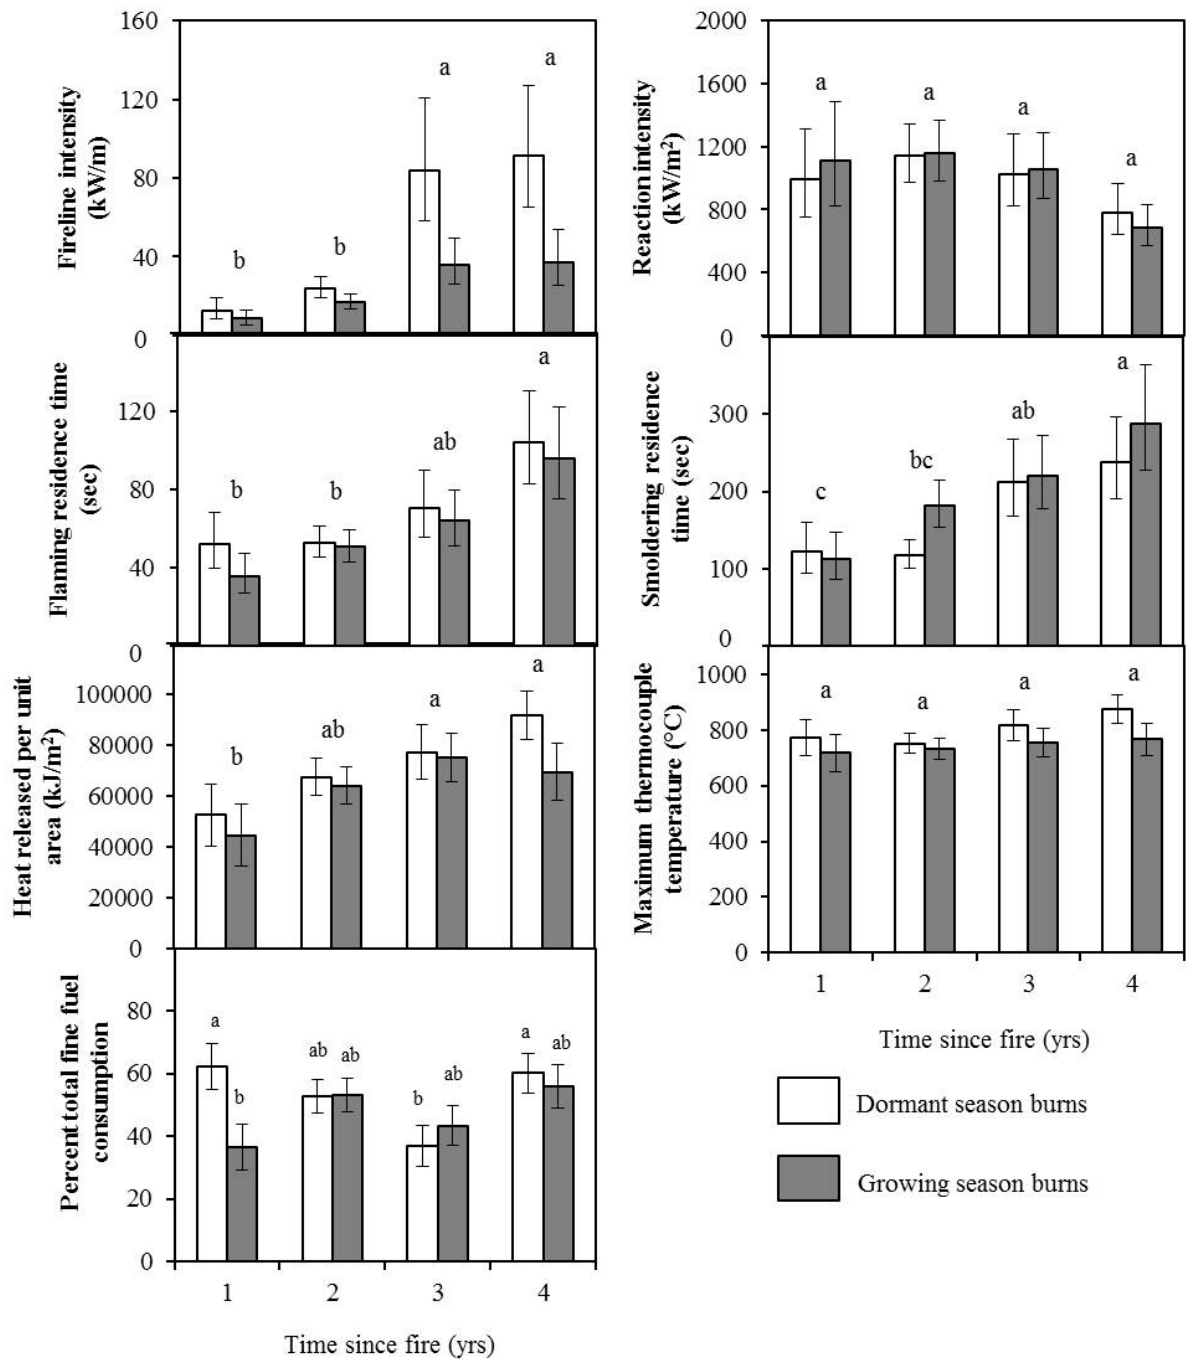 160
120
80
40
0
Fireline intensity
(kW/m)
b
b
a
a
2000
1600
1200
800
400
0
Reaction intensity
(kW/m²)
a
a
a
a
120
80
40
0
Flaming residence time
(sec)
b
b
ab
a
300
200
100
0
Smoldering residence
time (sec)
c
bc
ab
a
100000
80000
60000
40000
20000
0
Heat released per unit
area (kJ/m²)
b
ab
a
a
1000
800
600
400
200
0
Maximum thermocouple
temperature (°C)
a
a
a
a
1 2 3 4
Time since fire (yrs)
80
60
40
20
0
Percent total fine fuel
consumption
a
b
ab ab
b
ab
a
ab
1 2 3 4
Time since fire (yrs)
Dormant season burns
Growing season burns